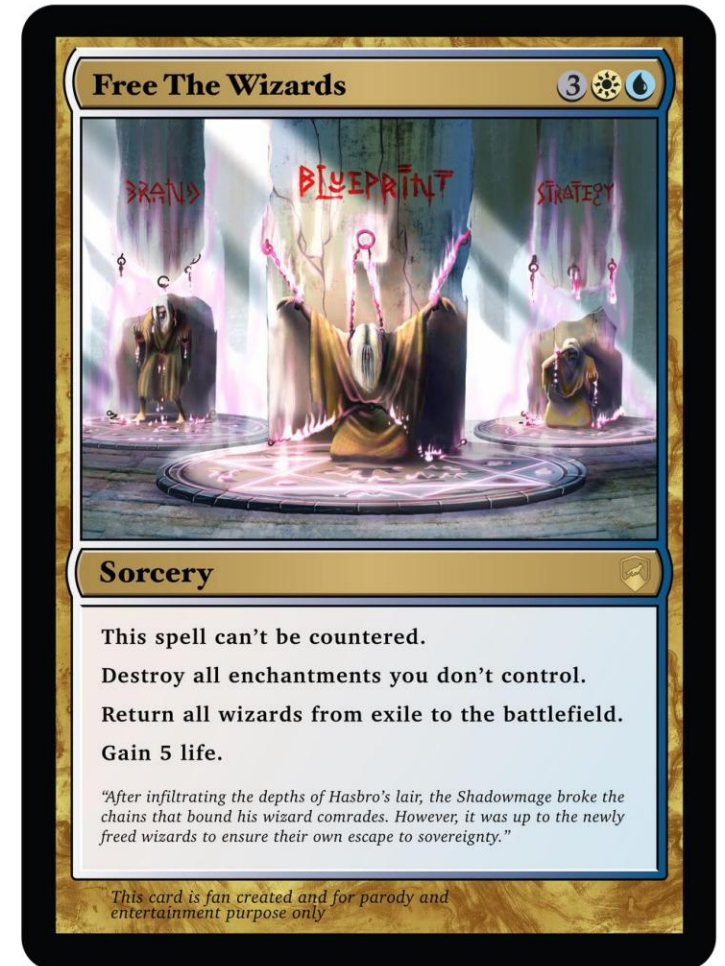 Free The Wizards 3
BRAND BLUEPRINT STRATEGY
Sorcery
This spell can't be countered.
Destroy all enchantments you don't control.
Return all wizards from exile to the battlefield.
Gain 5 life.
“After infiltrating the depths of Hasbro's lair, the Shadowmage broke the
chains that bound his wizard comrades. However, it was up to the newly
freed wizards to ensure their own escape to sovereignty.”
This card is fan created and for parody and
entertainment purpose only